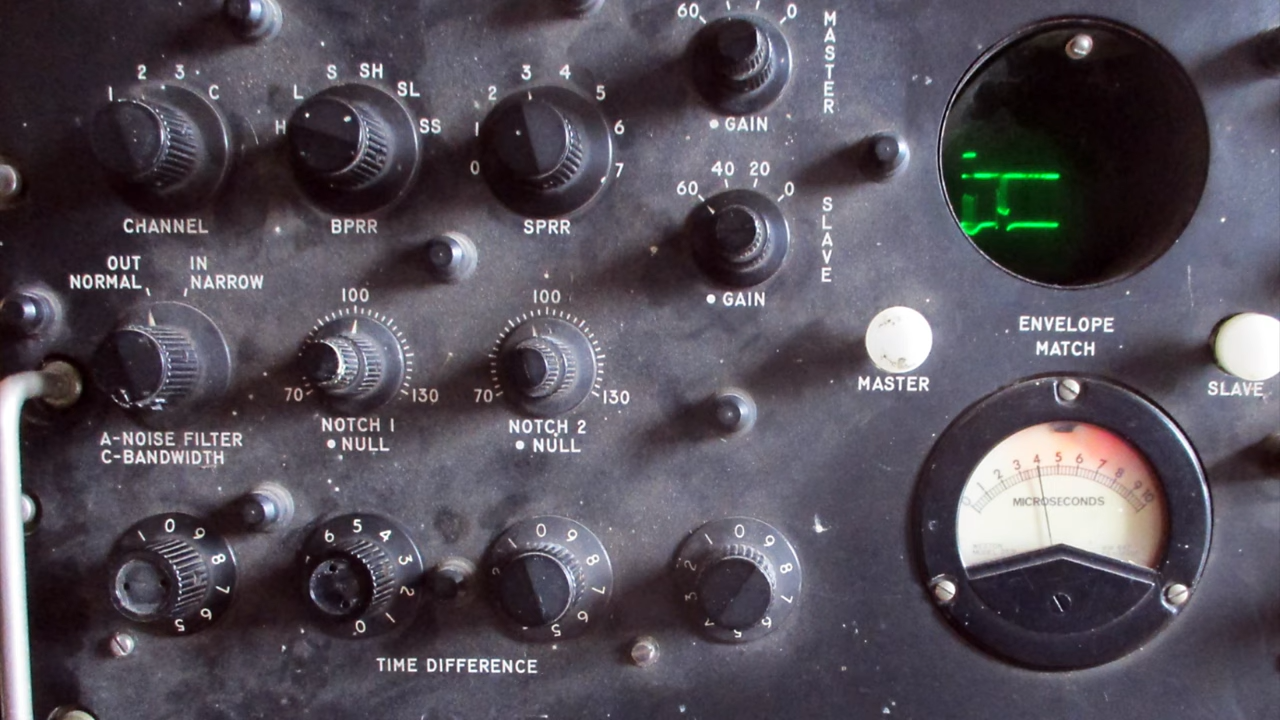 60 0
MASTER
GAIN
1 2 3 C
CHANNEL
H L S SH SL SS
BPRR
0 1 2 3 4 5 6 7
SPRR
60 40 20 0
SLAVE
GAIN
OUT IN
NORMAL NARROW
A-NOISE FILTER
C-BANDWIDTH
70 100 130
NOTCH 1
NULL
70 100 130
NOTCH 2
NULL
MASTER
ENVELOPE
MATCH
SLAVE
0 1 2 3 4 5 6 7 8 9 10
MICROSECONDS
1 0 9 8 7 6 5
6 5 4 3 2 1 0
1 0 9 8 7 6 5
2 1 0 9 8 7 6 5
TIME DIFFERENCE